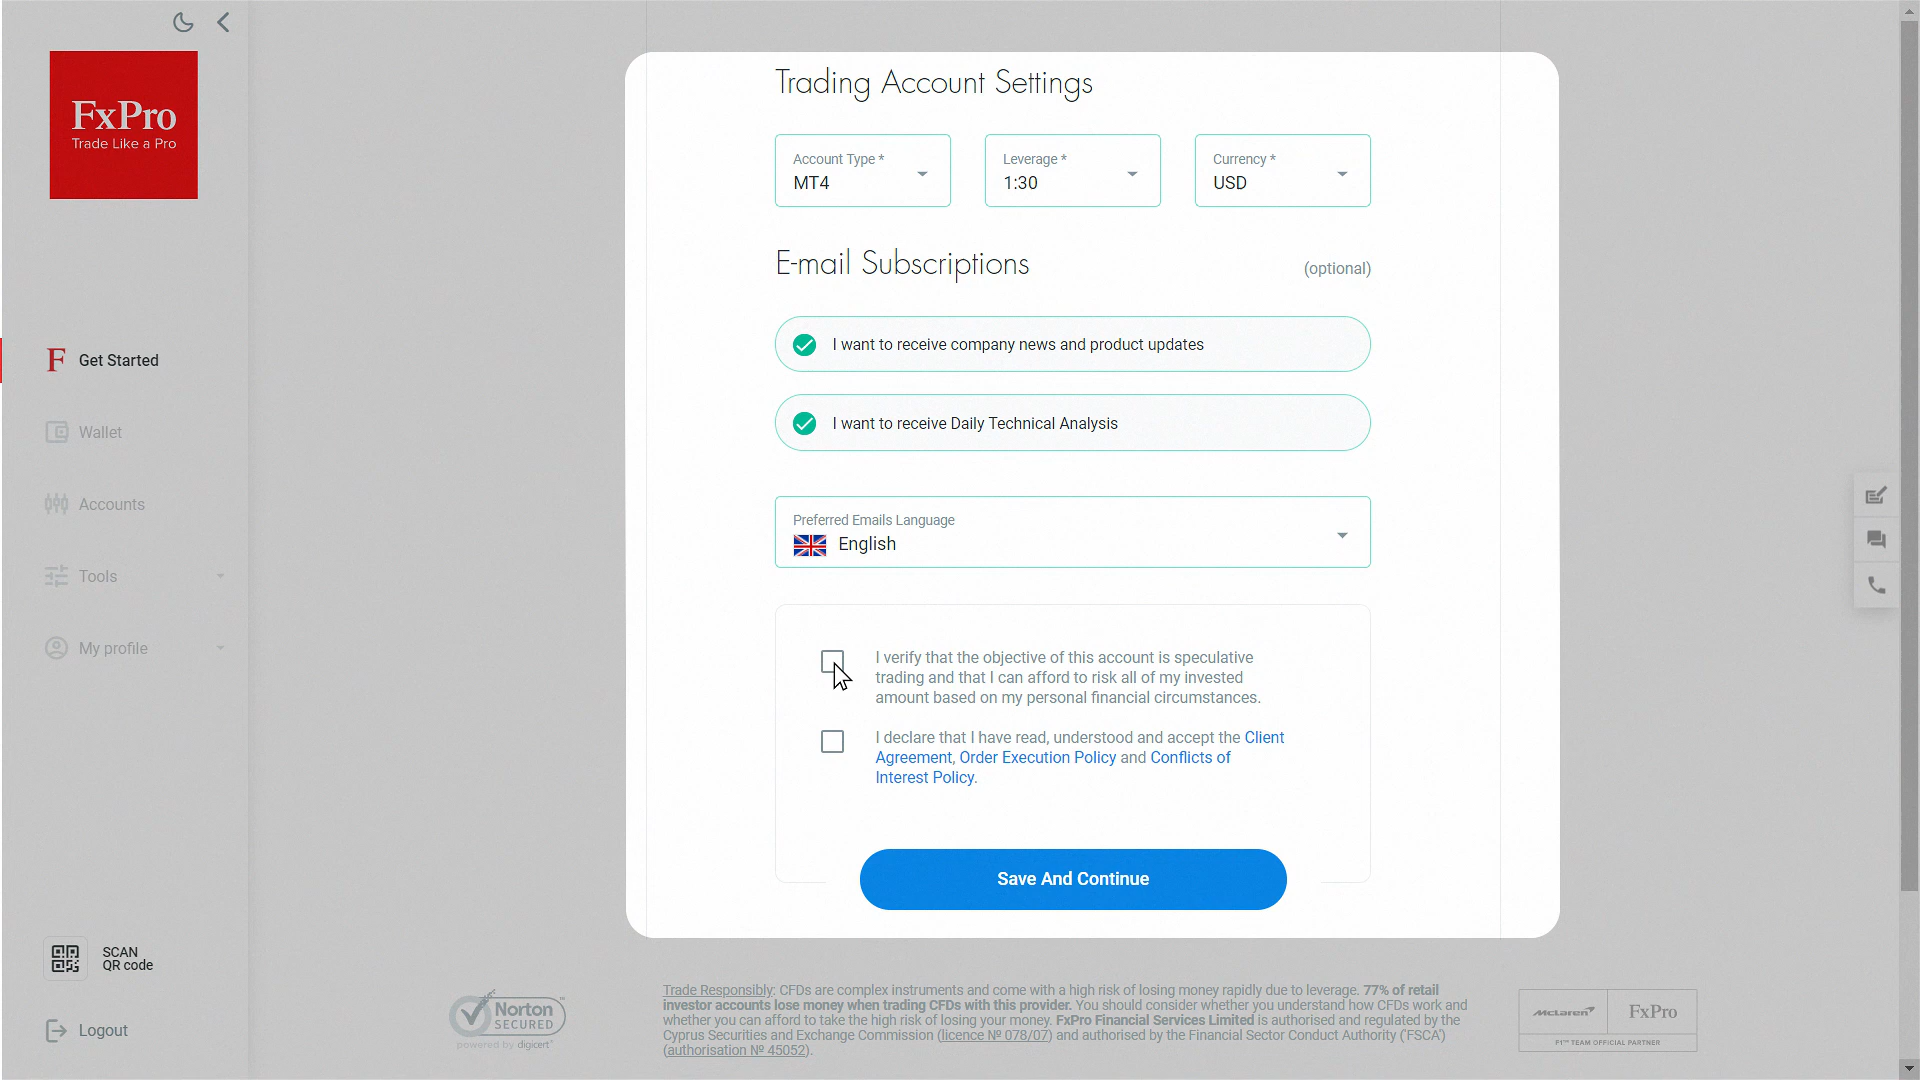 FxPro
Trade Like a Pro
Get Started
Wallet
Accounts
Tools
My profile
SCAN
QR code
Logout
Trading Account Settings
Account Type *
MT4
Leverage *
1:30
Currency *
USD
E-mail Subscriptions
(optional)
I want to receive company news and product updates
I want to receive Daily Technical Analysis
Preferred Emails Language
English
I verify that the objective of this account is speculative
trading and that I can afford to risk all of my invested
amount based on my personal financial circumstances.
I declare that I have read, understood and accept the Client
Agreement, Order Execution Policy and Conflicts of
Interest Policy.
Save And Continue
Norton
SECURED
powered by digicert
Trade Responsibly: CFDs are complex instruments and come with a high risk of losing money rapidly due to leverage. 77% of retail
investor accounts lose money when trading CFDs with this provider. You should consider whether you understand how CFDs work and
whether you can afford to take the high risk of losing your money. FxPro Financial Services Limited is authorised and regulated by the
Cyprus Securities and Exchange Commission (licence № 078/07) and authorised by the Financial Sector Conduct Authority ('FSCA')
(authorisation № 45052).
McLaren
FxPro
F1™ TEAM OFFICIAL PARTNER